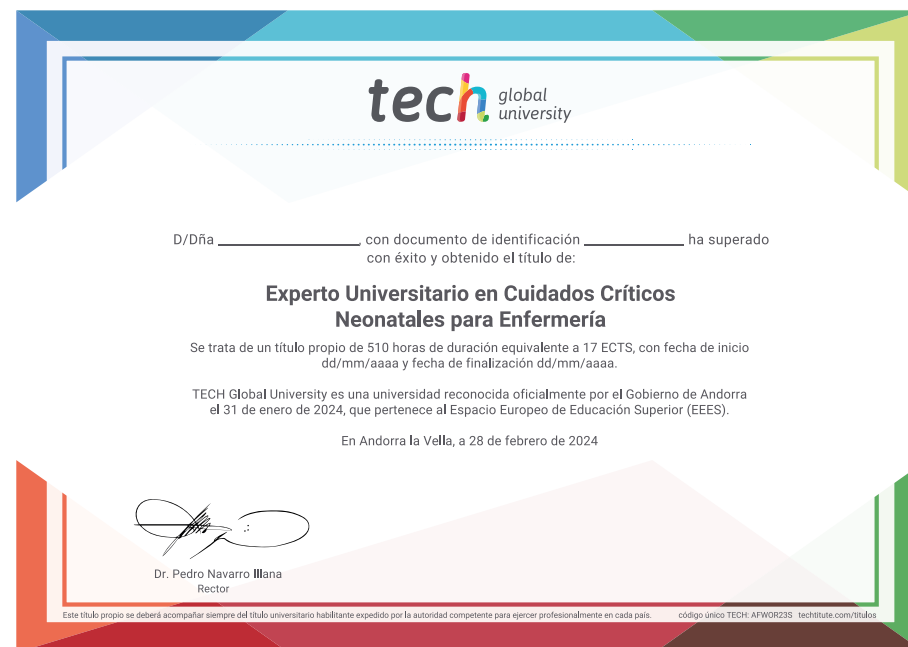 tech global university
D/Dña ____________________, con documento de identificación ______________ ha superado
con éxito y obtenido el título de:
Experto Universitario en Cuidados Críticos
Neonatales para Enfermería
Se trata de un título propio de 510 horas de duración equivalente a 17 ECTS, con fecha de inicio
dd/mm/aaaa y fecha de finalización dd/mm/aaaa.
TECH Global University es una universidad reconocida oficialmente por el Gobierno de Andorra
el 31 de enero de 2024, que pertenece al Espacio Europeo de Educación Superior (EEES).
En Andorra la Vella, a 28 de febrero de 2024
Dr. Pedro Navarro Illana
Rector
Este título propio se deberá acompañar siempre del título universitario habilitante expedido por la autoridad competente para ejercer profesionalmente en cada país. código único TECH: AFWOR23S techtitute.com/titulos